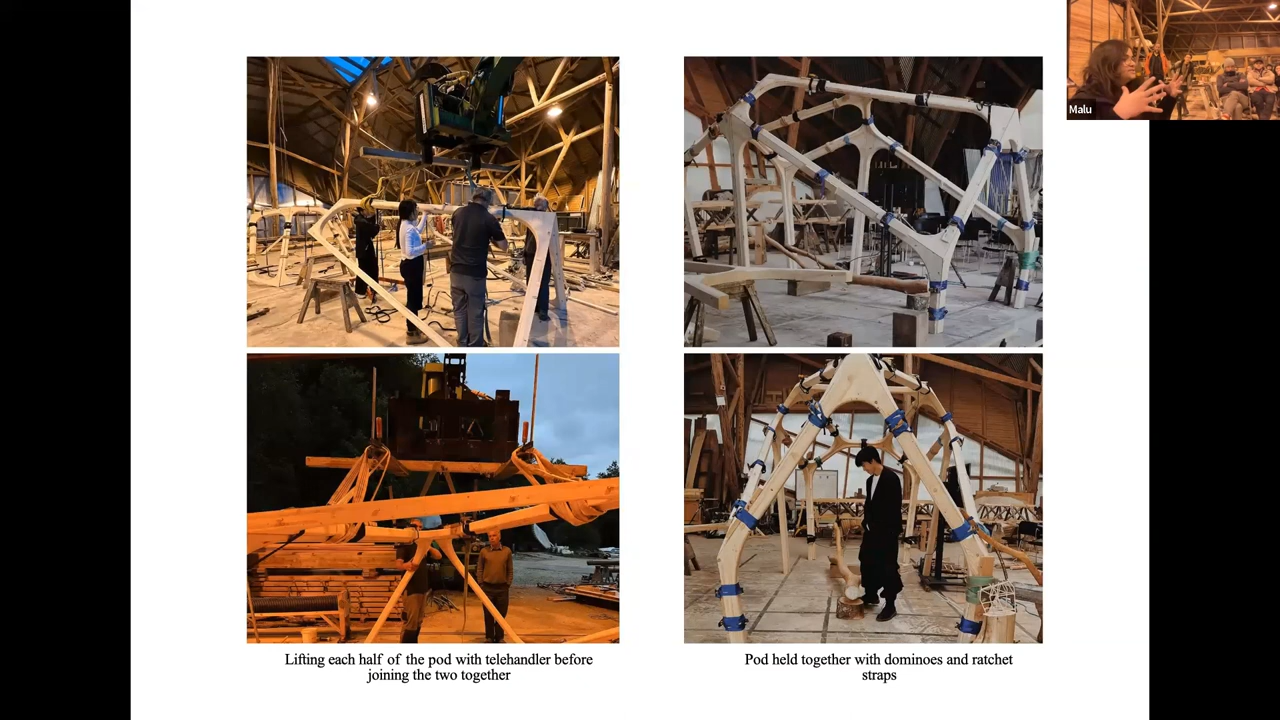 Malu
Lifting each half of the pod with telehandler before
joining the two together
Pod held together with dominoes and ratchet
straps